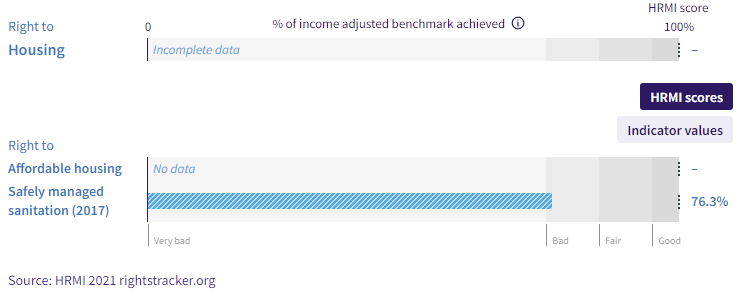 HRMI score
Right to 0 % of income adjusted benchmark achieved ⓘ 100%
Housing Incomplete data –
HRMI scores
Indicator values
Right to
Affordable housing No data –
Safely managed
sanitation (2017) 76.3%
Very bad Bad Fair Good
Source: HRMI 2021 rightstracker.org